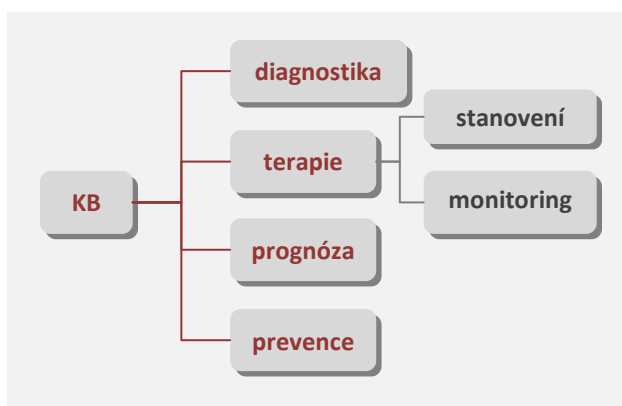 KB
diagnostika
terapie
prognóza
prevence
stanovení
monitoring